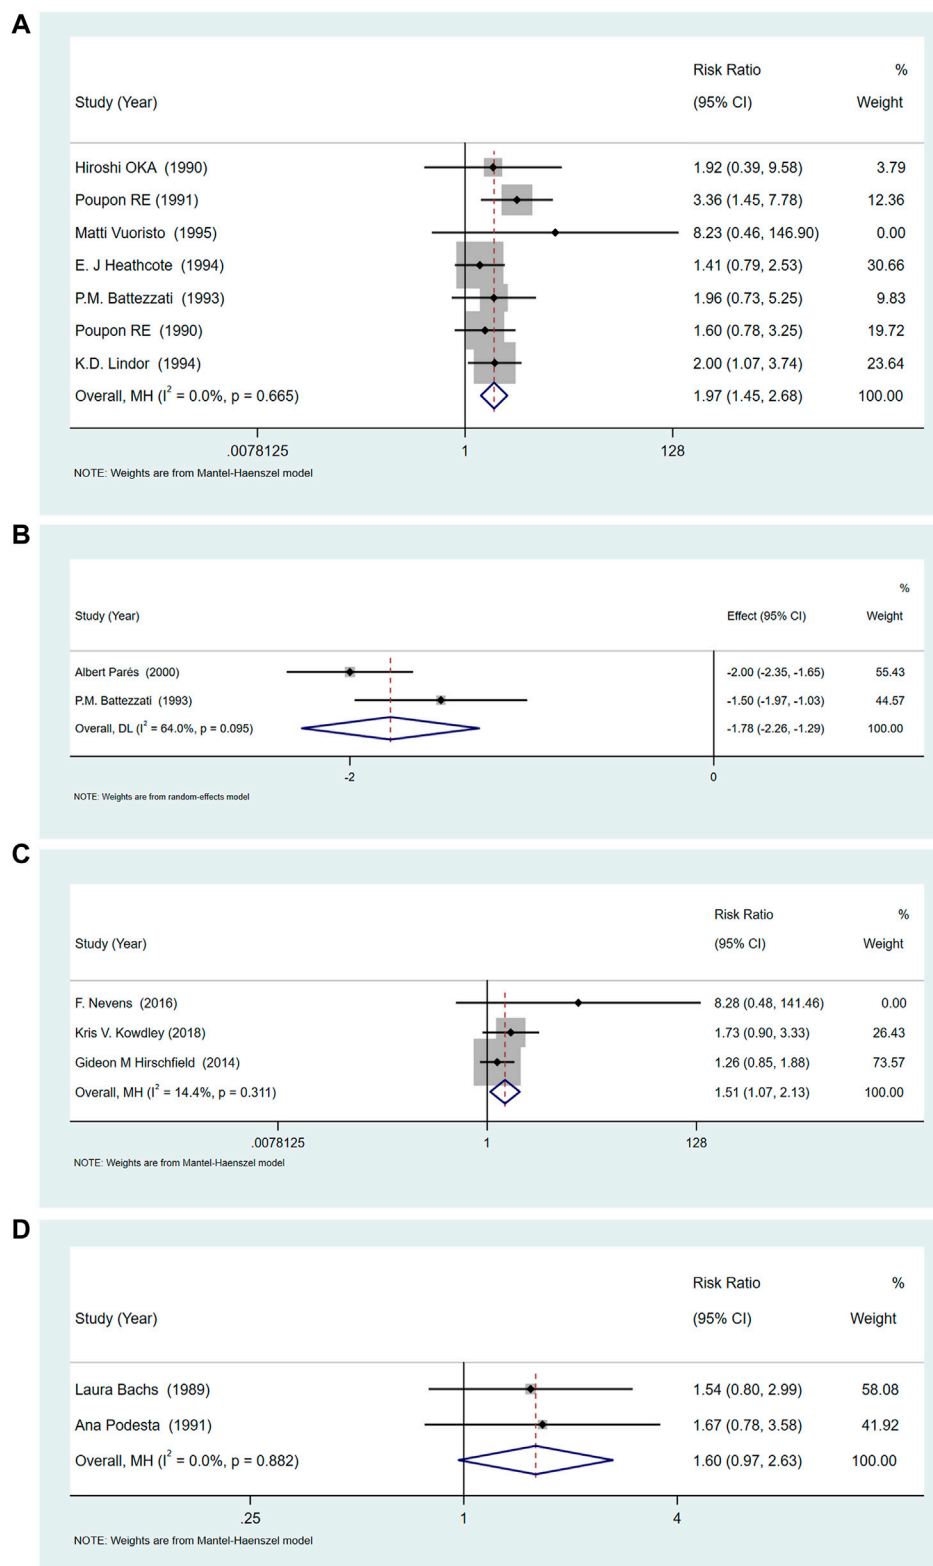 A
Risk Ratio %
Study (Year) (95% CI) Weight
Hiroshi OKA (1990) 1.92 (0.39, 9.58) 3.79
Poupon RE (1991) 3.36 (1.45, 7.78) 12.36
Matti Vuoristo (1995) 8.23 (0.46, 146.90) 0.00
E. J Heathcote (1994) 1.41 (0.79, 2.53) 30.66
P.M. Battezzati (1993) 1.96 (0.73, 5.25) 9.83
Poupon RE (1990) 1.60 (0.78, 3.25) 19.72
K.D. Lindor (1994) 2.00 (1.07, 3.74) 23.64
Overall, MH (I² = 0.0%, p = 0.665) 1.97 (1.45, 2.68) 100.00
.0078125 1 128
NOTE: Weights are from Mantel-Haenszel model
B
%
Study (Year) Effect (95% CI) Weight
Albert Parés (2000) -2.00 (-2.35, -1.65) 55.43
P.M. Battezzati (1993) -1.50 (-1.97, -1.03) 44.57
Overall, DL (I² = 64.0%, p = 0.095) -1.78 (-2.26, -1.29) 100.00
-2 0
NOTE: Weights are from random-effects model
C
Risk Ratio %
Study (Year) (95% CI) Weight
F. Nevens (2016) 8.28 (0.48, 141.46) 0.00
Kris V. Kowdley (2018) 1.73 (0.90, 3.33) 26.43
Gideon M Hirschfield (2014) 1.26 (0.85, 1.88) 73.57
Overall, MH (I² = 14.4%, p = 0.311) 1.51 (1.07, 2.13) 100.00
.0078125 1 128
NOTE: Weights are from Mantel-Haenszel model
D
Risk Ratio %
Study (Year) (95% CI) Weight
Laura Bachs (1989) 1.54 (0.80, 2.99) 58.08
Ana Podesta (1991) 1.67 (0.78, 3.58) 41.92
Overall, MH (I² = 0.0%, p = 0.882) 1.60 (0.97, 2.63) 100.00
.25 1 4
NOTE: Weights are from Mantel-Haenszel model